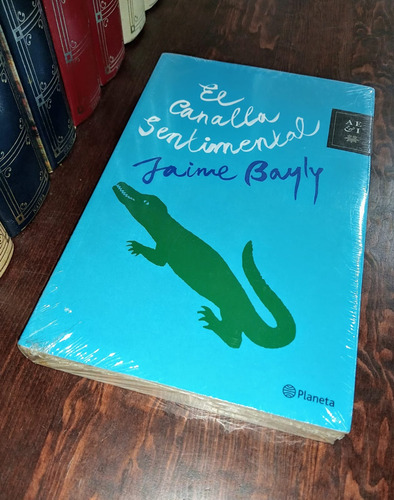 El
Canalla
Sentimental
Jaime Bayly
A E
& I
Planeta